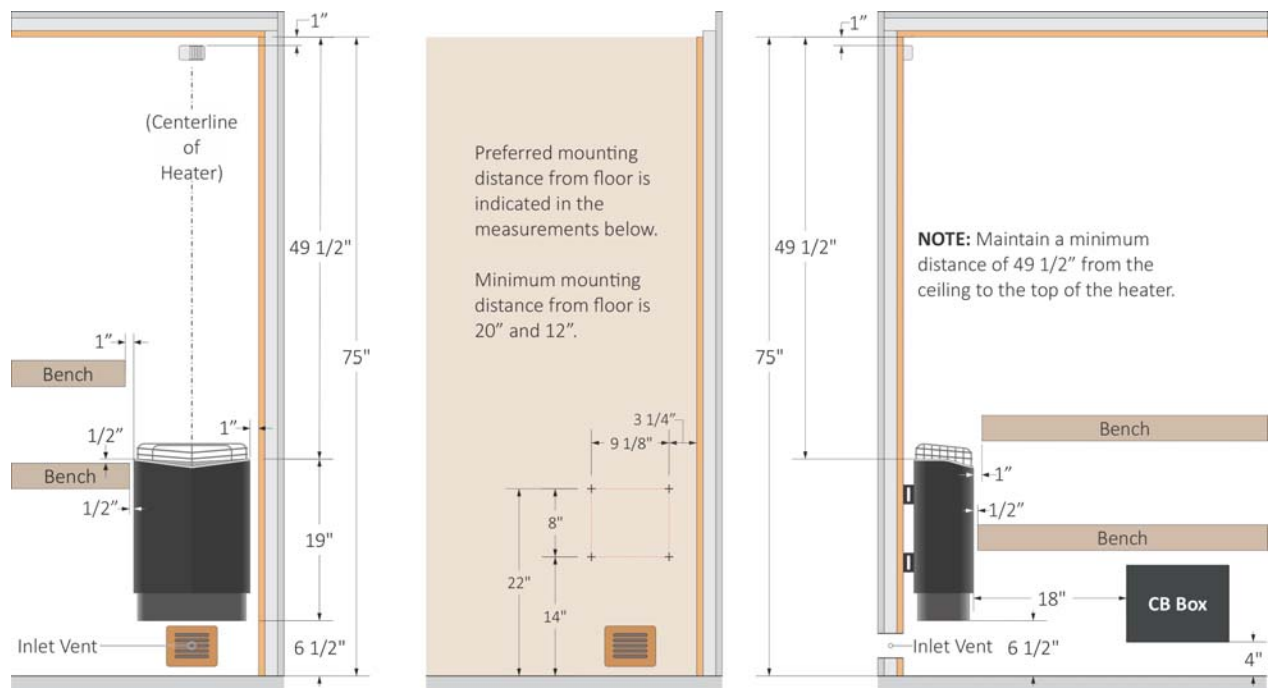 1”
(Centerline
of
Heater)
49 1/2"
75"
1”
Bench
1/2”
1”
Bench
1/2”
19"
Inlet Vent
6 1/2"
Preferred mounting
distance from floor is
indicated in the
measurements below.
Minimum mounting
distance from floor is
20” and 12”.
3 1/4”
9 1/8"
8"
22"
14"
1”
49 1/2"
75"
NOTE: Maintain a minimum
distance of 49 1/2” from the
ceiling to the top of the heater.
Bench
1”
1/2”
Bench
18"
CB Box
Inlet Vent
6 1/2"
4"